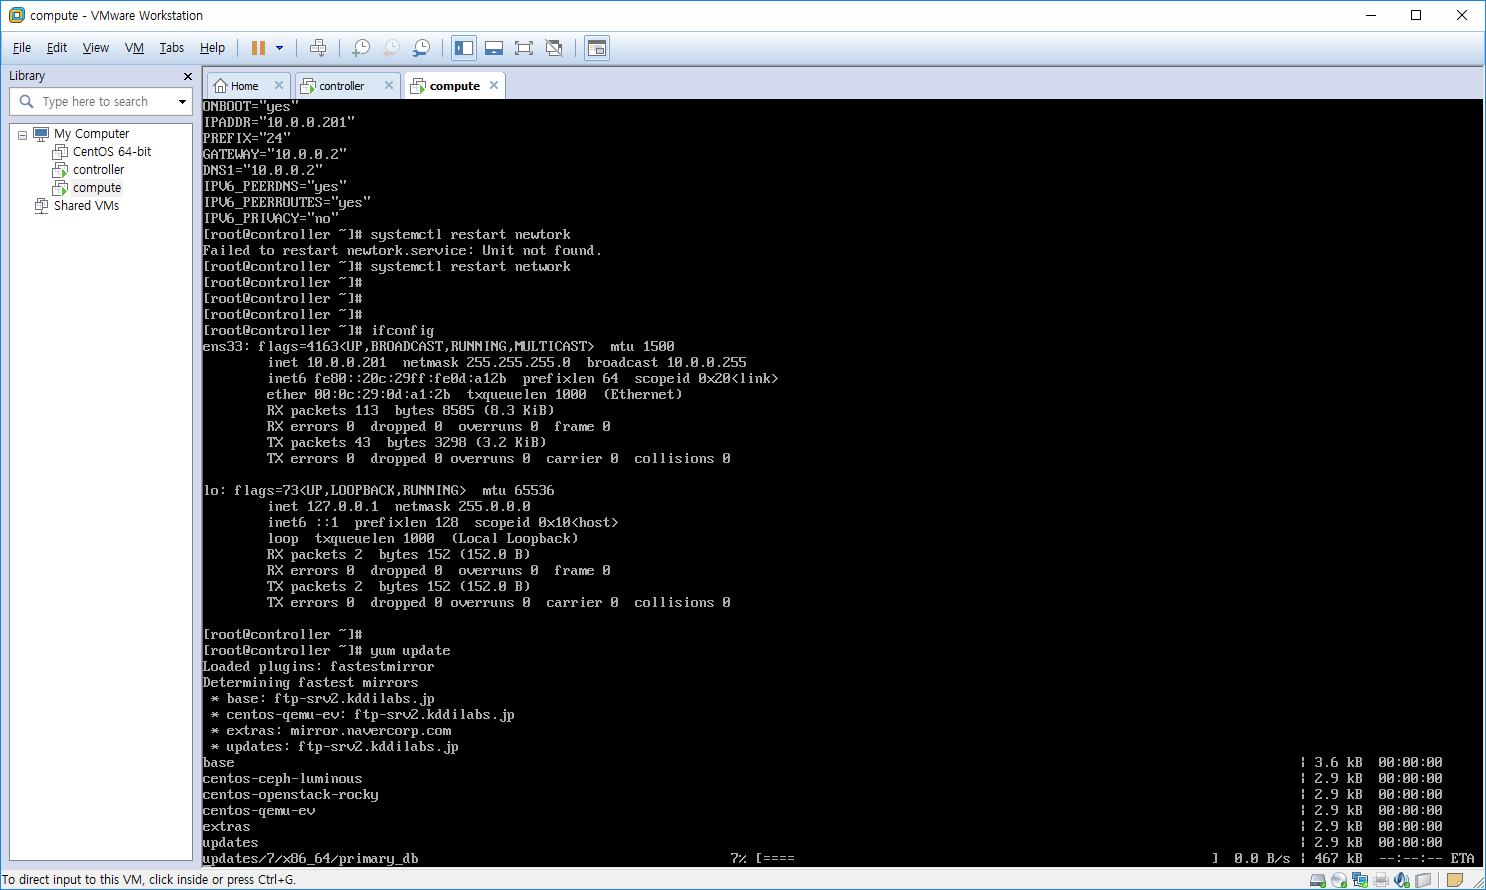 compute - VMware Workstation
File Edit View VM Tabs Help
Library
Type here to search
My Computer
CentOS 64-bit
controller
compute
Shared VMs
Home controller compute
ONBOOT="yes"
IPADDR="10.0.0.201"
PREFIX="24"
GATEWAY="10.0.0.2"
DNS1="10.0.0.2"
IPV6_PEERDNS="yes"
IPV6_PEERROUTES="yes"
IPV6_PRIVACY="no"
[root@controller ~]# systemctl restart newtork
Failed to restart newtork.service: Unit not found.
[root@controller ~]# systemctl restart network
[root@controller ~]#
[root@controller ~]#
[root@controller ~]#
[root@controller ~]# ifconfig
ens33: flags=4163<UP,BROADCAST,RUNNING,MULTICAST>  mtu 1500
inet 10.0.0.201  netmask 255.255.255.0  broadcast 10.0.0.255
inet6 fe80::20c:29ff:fe0d:a12b  prefixlen 64  scopeid 0x20<link>
ether 00:0c:29:0d:a1:2b  txqueuelen 1000  (Ethernet)
RX packets 113  bytes 8585 (8.3 KiB)
RX errors 0  dropped 0  overruns 0  frame 0
TX packets 43  bytes 3298 (3.2 KiB)
TX errors 0  dropped 0 overruns 0  carrier 0  collisions 0
lo: flags=73<UP,LOOPBACK,RUNNING>  mtu 65536
inet 127.0.0.1  netmask 255.0.0.0
inet6 ::1  prefixlen 128  scopeid 0x10<host>
loop  txqueuelen 1000  (Local Loopback)
RX packets 2  bytes 152 (152.0 B)
RX errors 0  dropped 0  overruns 0  frame 0
TX packets 2  bytes 152 (152.0 B)
TX errors 0  dropped 0 overruns 0  carrier 0  collisions 0
[root@controller ~]#
[root@controller ~]# yum update
Loaded plugins: fastestmirror
Determining fastest mirrors
* base: ftp-srv2.kddilabs.jp
* centos-qemu-ev: ftp-srv2.kddilabs.jp
* extras: mirror.navercorp.com
* updates: ftp-srv2.kddilabs.jp
base | 3.6 kB  00:00:00
centos-ceph-luminous | 2.9 kB  00:00:00
centos-openstack-rocky | 2.9 kB  00:00:00
centos-qemu-ev | 2.9 kB  00:00:00
extras | 2.9 kB  00:00:00
updates | 2.9 kB  00:00:00
updates/7/x86_64/primary_db 7% [==== ]  0.0 B/s | 467 kB  --:--:-- ETA
To direct input to this VM, click inside or press Ctrl+G.